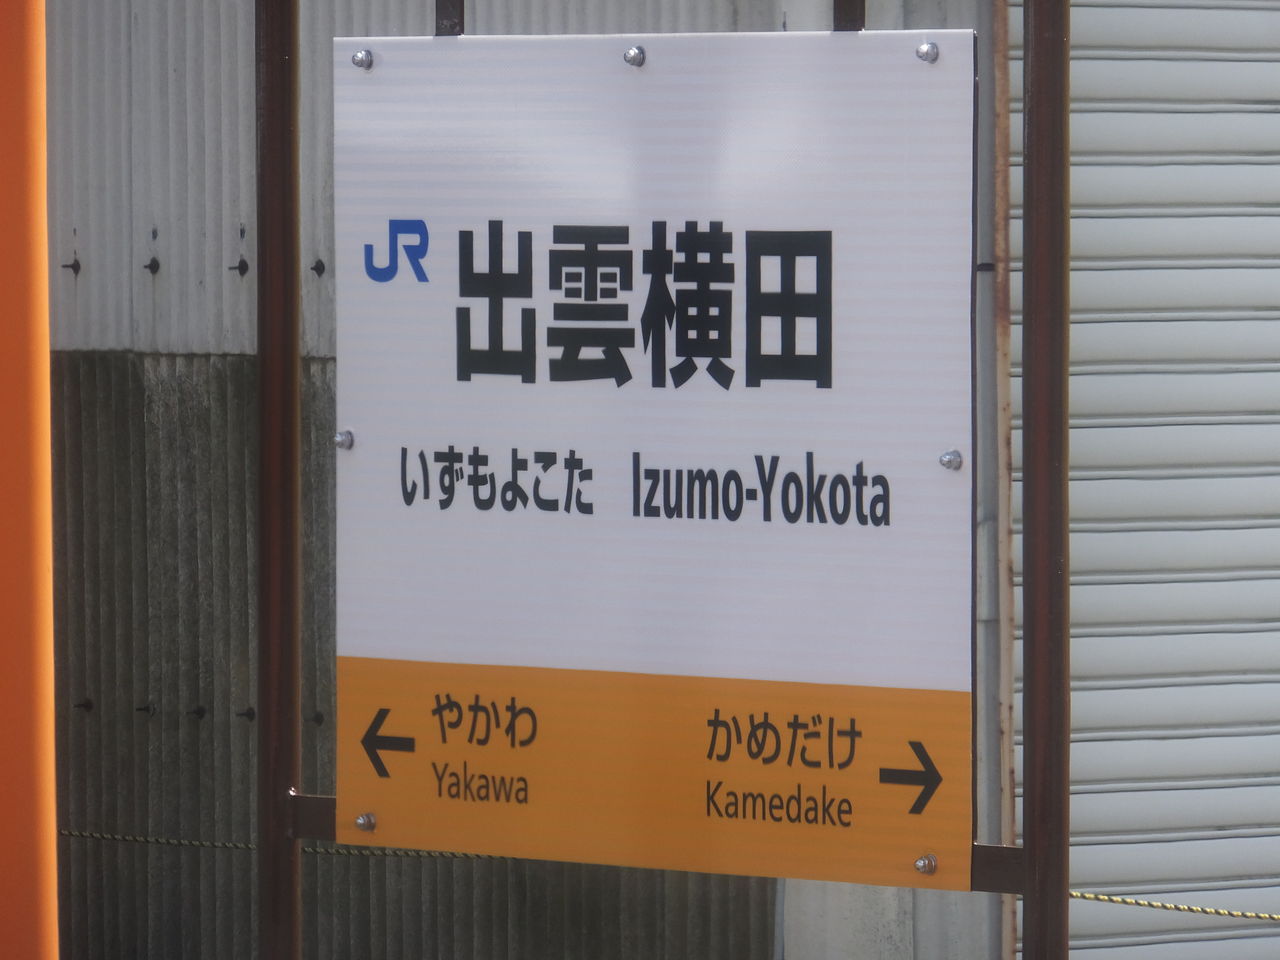 JR 出雲横田
いずもよこた Izumo-Yokota
← やかわ
Yakawa
かめだけ →
Kamedake